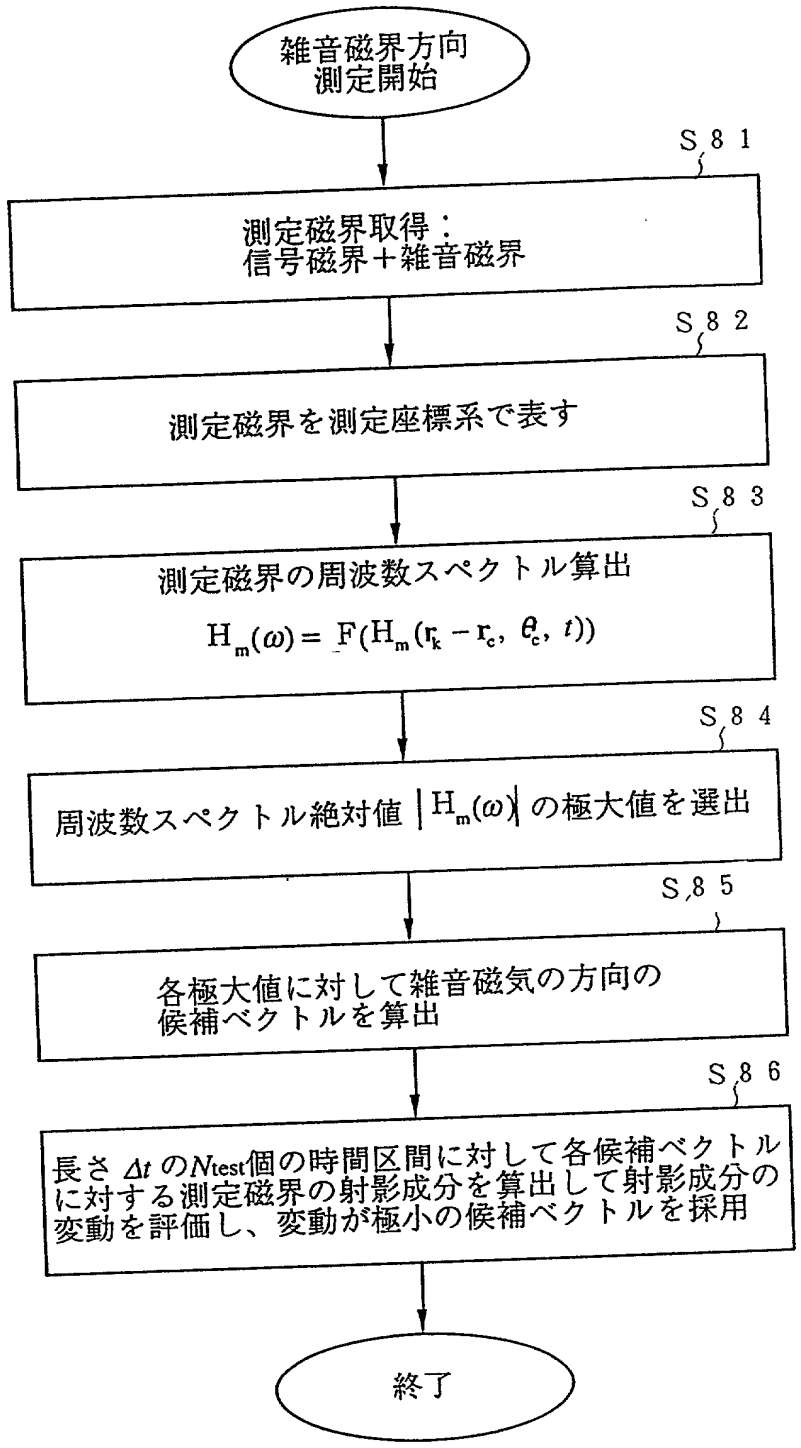 雑音磁界方向
測定開始
S81
測定磁界取得：
信号磁界＋雑音磁界
S82
測定磁界を測定座標系で表す
S83
測定磁界の周波数スペクトル算出
Hm(ω) = F(Hm(rk − rc, θc, t))
S84
周波数スペクトル絶対値 |Hm(ω)| の極大値を選出
S85
各極大値に対して雑音磁気の方向の
候補ベクトルを算出
S86
長さ Δt のNtest個の時間区間に対して各候補ベクトル
に対する測定磁界の射影成分を算出して射影成分の
変動を評価し、変動が極小の候補ベクトルを採用
終了